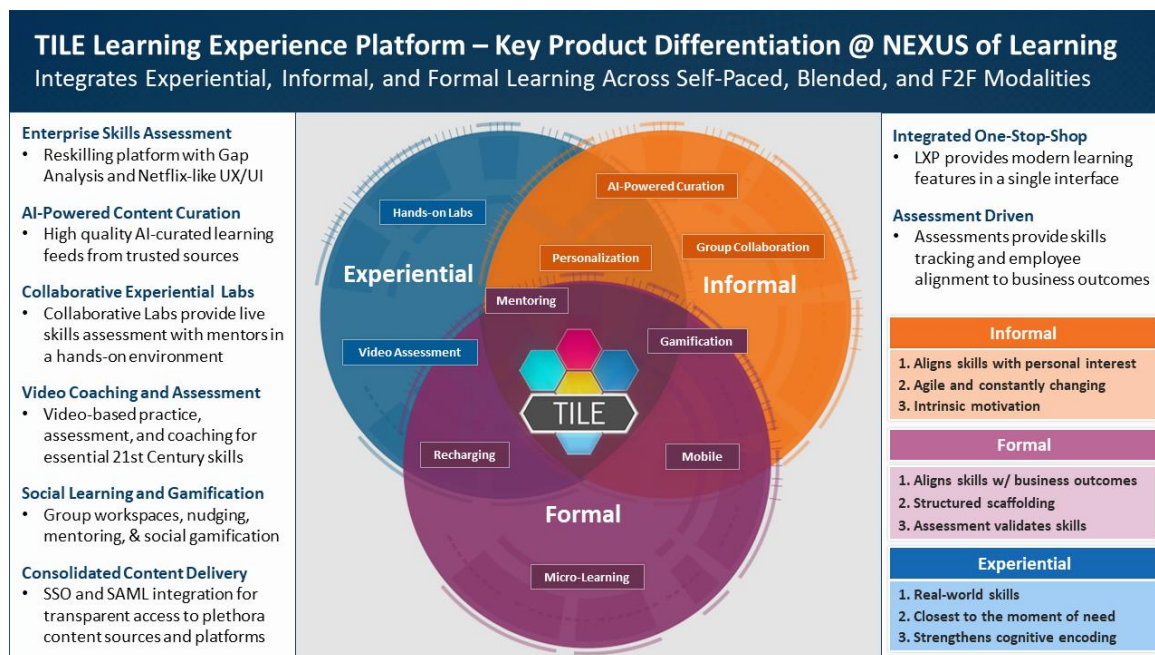 TILE Learning Experience Platform – Key Product Differentiation @ NEXUS of Learning
Integrates Experiential, Informal, and Formal Learning Across Self-Paced, Blended, and F2F Modalities
Enterprise Skills Assessment
• Reskilling platform with Gap
Analysis and Netflix-like UX/UI
AI-Powered Content Curation
• High quality AI-curated learning
feeds from trusted sources
Collaborative Experiential Labs
• Collaborative Labs provide live
skills assessment with mentors in
a hands-on environment
Video Coaching and Assessment
• Video-based practice,
assessment, and coaching for
essential 21st Century skills
Social Learning and Gamification
• Group workspaces, nudging,
mentoring, & social gamification
Consolidated Content Delivery
• SSO and SAML integration for
transparent access to plethora
content sources and platforms
AI-Powered Curation
Hands-on Labs
Group Collaboration
Personalization
Experiential
Informal
Mentoring
Gamification
Video Assessment
TILE
Recharging
Mobile
Formal
Micro-Learning
Integrated One-Stop-Shop
• LXP provides modern learning
features in a single interface
Assessment Driven
• Assessments provide skills
tracking and employee
alignment to business outcomes
Informal
1. Aligns skills with personal interest
2. Agile and constantly changing
3. Intrinsic motivation
Formal
1. Aligns skills w/ business outcomes
2. Structured scaffolding
3. Assessment validates skills
Experiential
1. Real-world skills
2. Closest to the moment of need
3. Strengthens cognitive encoding